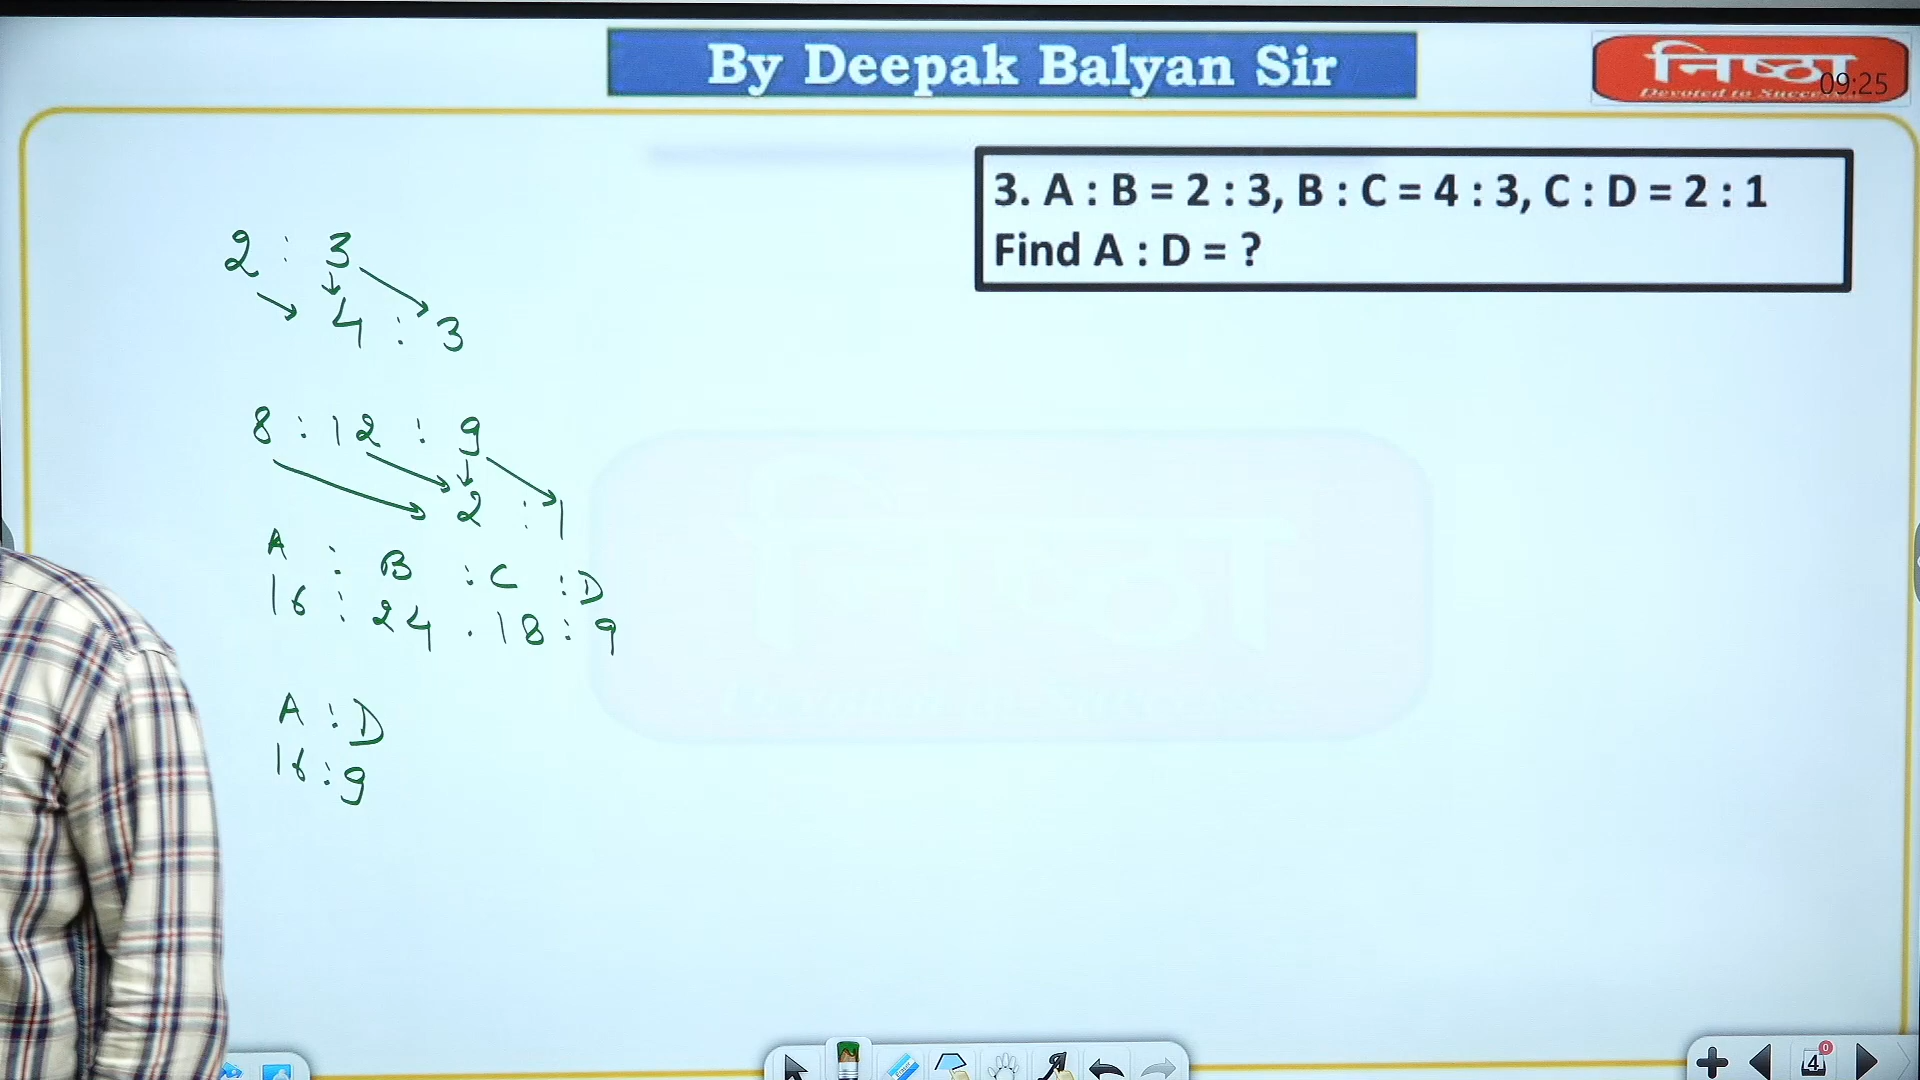 By Deepak Balyan Sir
निष्ठा
Devoted to Success
09:25
3. A : B = 2 : 3, B : C = 4 : 3, C : D = 2 : 1
Find A : D = ?
2 : 3
4 : 3
8 : 12 : 9
2 : 1
A : B : C : D
16 : 24 . 18 : 9
A : D
16 : 9
4
0